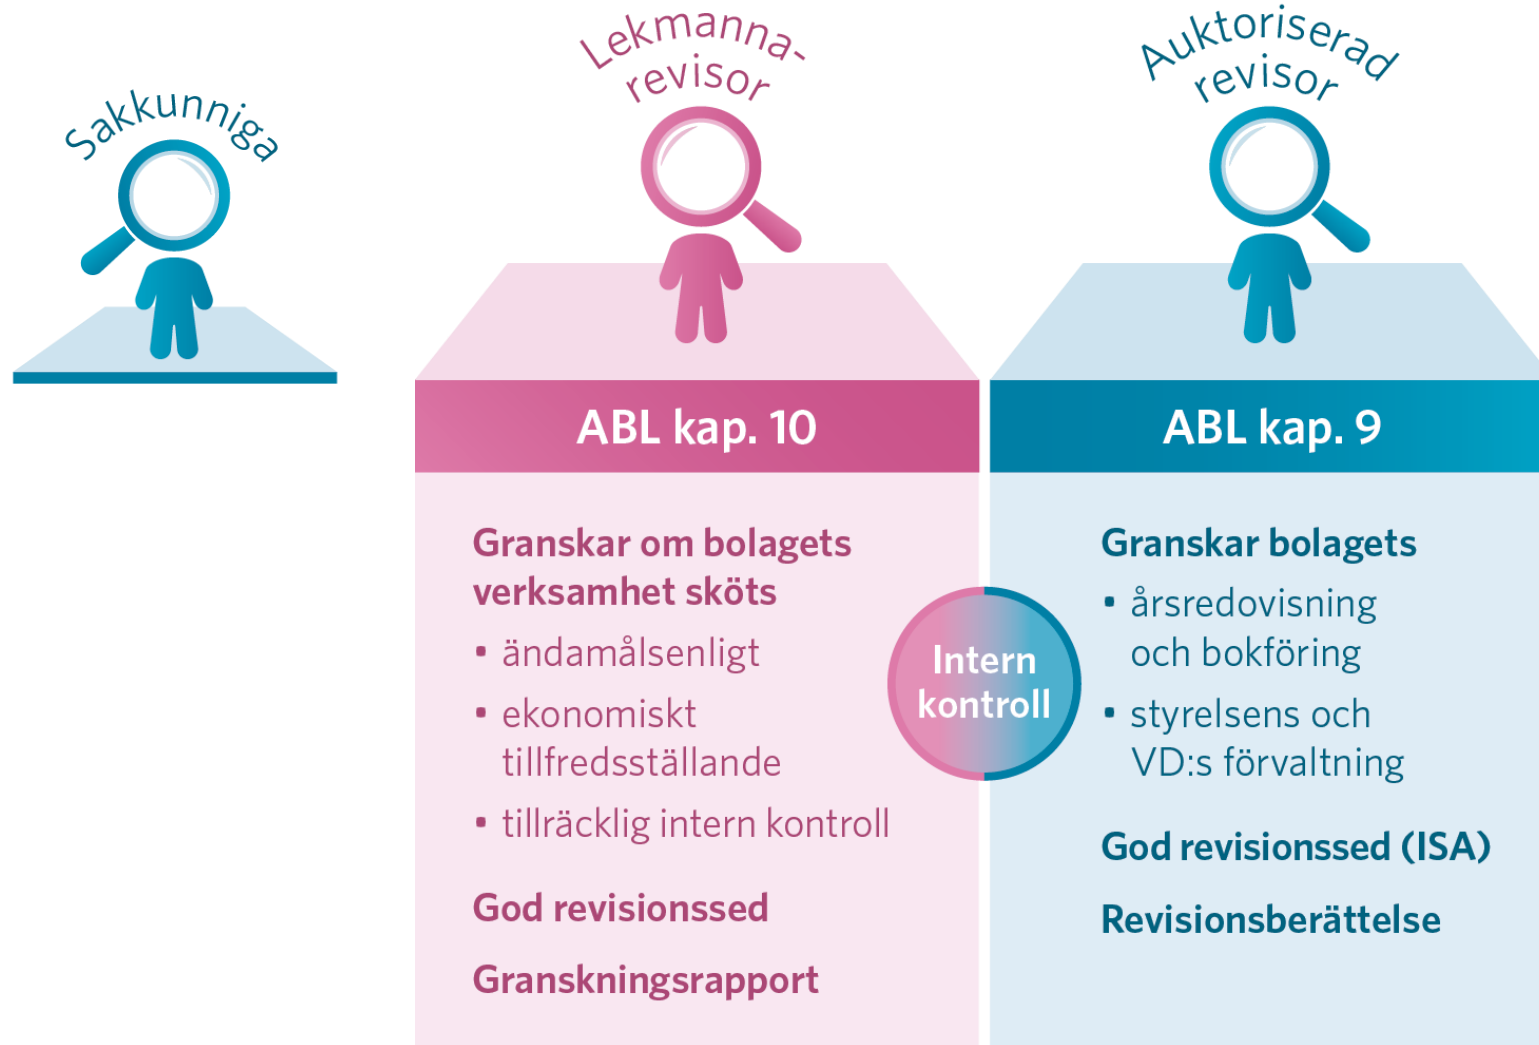 Sakkunniga
Lekmanna-
revisor
Auktoriserad
revisor
ABL kap. 10
Granskar om bolagets
verksamhet sköts
• ändamålsenligt
• ekonomiskt
tillfredsställande
• tillräcklig intern kontroll
God revisionssed
Granskningsrapport
Intern
kontroll
ABL kap. 9
Granskar bolagets
• årsredovisning
och bokföring
• styrelsens och
VD:s förvaltning
God revisionssed (ISA)
Revisionsberättelse